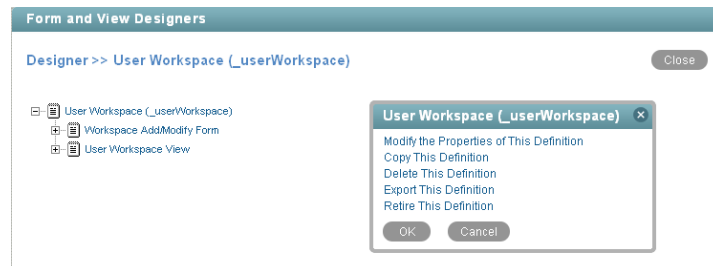 Form and View Designers
Designer >> User Workspace (_userWorkspace)
Close
User Workspace (_userWorkspace)
Workspace Add/Modify Form
User Workspace View
User Workspace (_userWorkspace)
Modify the Properties of This Definition
Copy This Definition
Delete This Definition
Export This Definition
Retire This Definition
OK Cancel